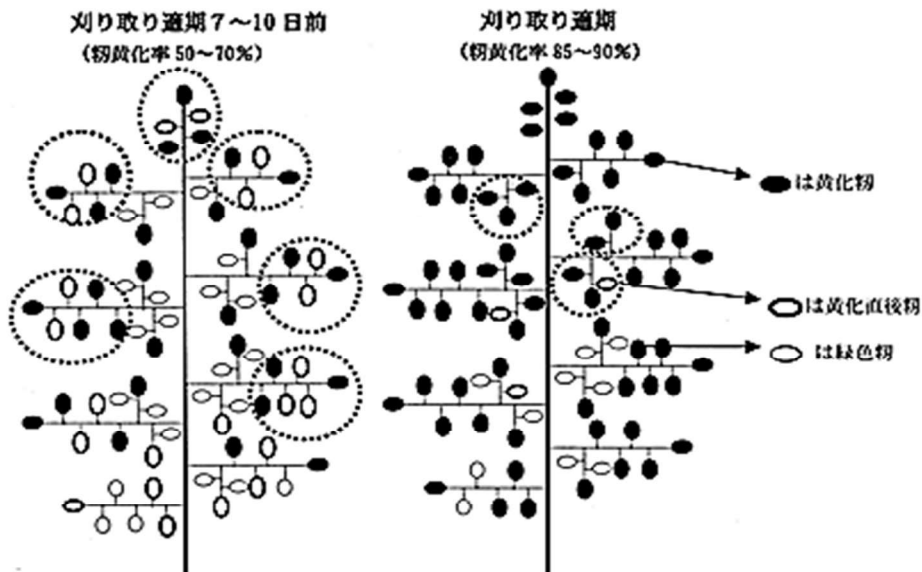 刈り取り適期7～10日前
(籾黄化率50～70%)
刈り取り適期
(籾黄化率85～90%)
は黄化籾
は黄化直後籾
は緑色籾